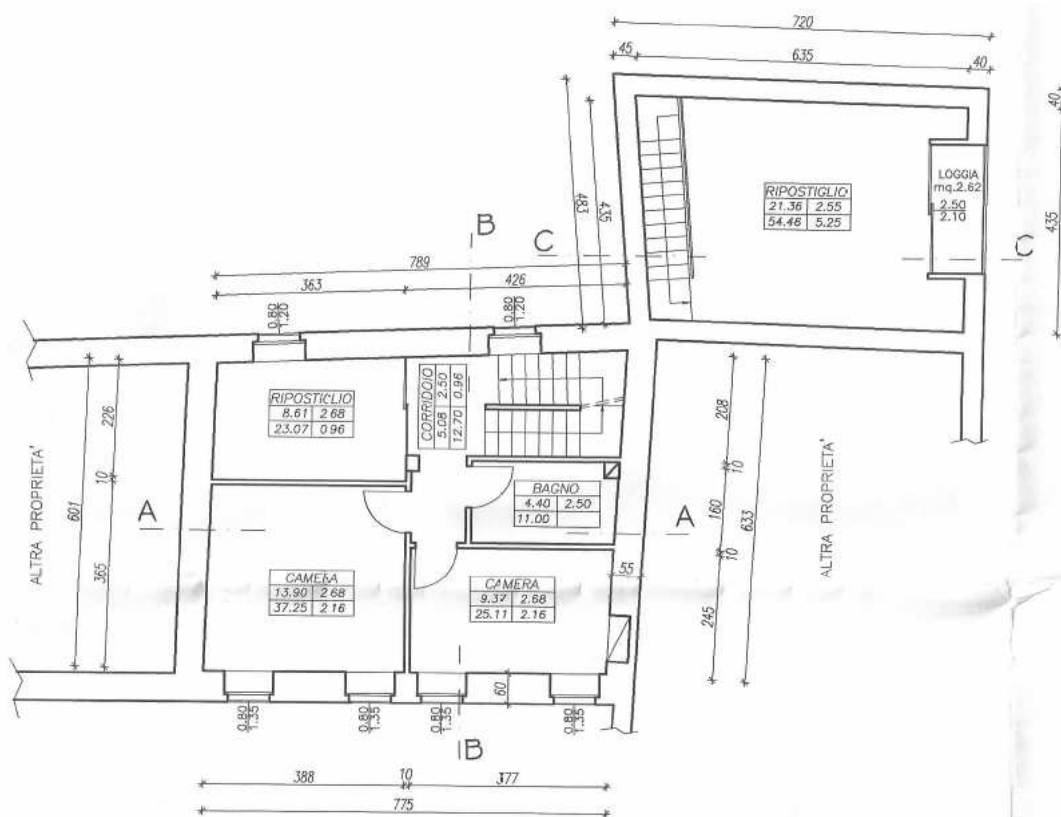 720
45 635 40
40
435
483
435
RIPOSTIGLIO
21.36 2.55
54.46 5.25
LOGGIA
mq.2.62
2.50
2.10
B
C
C
789
363 426
0.80
1.20
0.80
1.20
RIPOSTIGLIO
8.61 2.68
23.07 0.96
CORRIDOIO
5.08 2.50
12.70 0.96
226
10
365
601
ALTRA PROPRIETA'
A
BAGNO
4.40 2.50
11.00
A
208
10
160
10
245
633
ALTRA PROPRIETA'
55
CAMERA
13.90 2.68
37.25 2.16
CAMERA
9.37 2.68
25.11 2.16
60
0.80
1.35
0.80
1.35
0.80
1.35
0.80
1.35
B
388 10 377
775